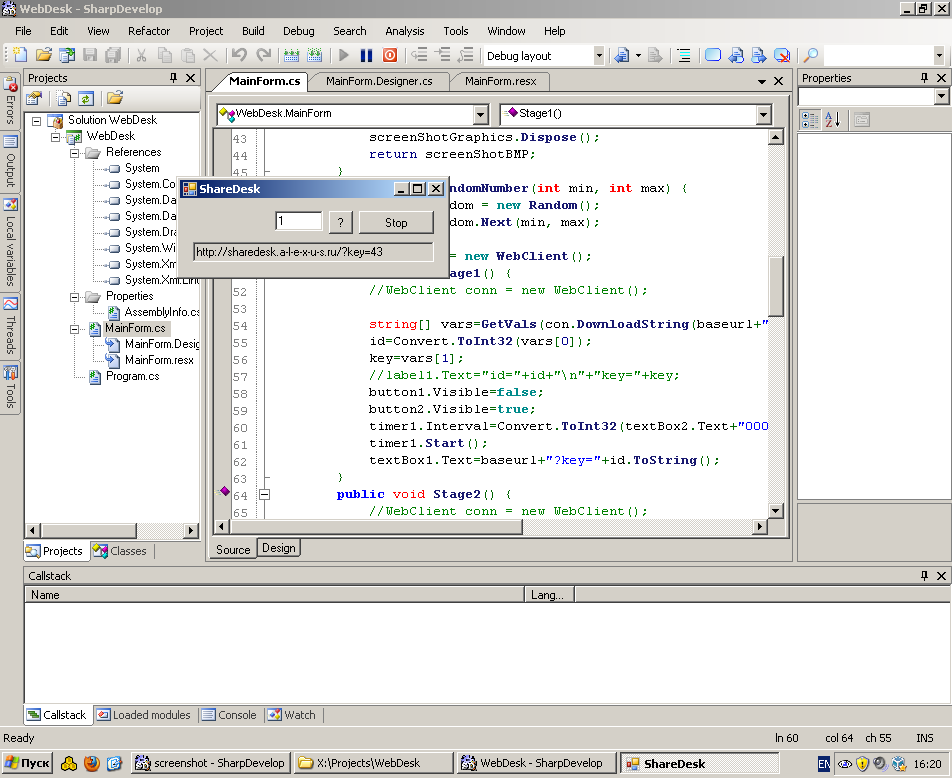 WebDesk - SharpDevelop
File Edit View Refactor Project Build Debug Search Analysis Tools Window Help
Debug layout
Errors
Output
Local variables
Threads
Tools
Projects
Solution WebDesk
WebDesk
References
System
System.Co
System.Da
System.Da
System.Dra
System.Wi
System.Xm
System.Xml.Lin
Properties
AssemblyInfo.cs
MainForm.cs
MainForm.Desig
MainForm.resx
Program.cs
Projects Classes
MainForm.cs MainForm.Designer.cs MainForm.resx
WebDesk.MainForm Stage1()
43 screenShotGraphics.Dispose();
44 return screenShotBMP;
45 }
ndomNumber(int min, int max) {
dom = new Random();
dom.Next(min, max);
= new WebClient();
age1() {
52 //WebClient conn = new WebClient();
53
54 string[] vars=GetVals(con.DownloadString(baseurl+"
55 id=Convert.ToInt32(vars[0]);
56 key=vars[1];
57 //label1.Text="id="+id+"\n"+"key="+key;
58 button1.Visible=false;
59 button2.Visible=true;
60 timer1.Interval=Convert.ToInt32(textBox2.Text+"000
61 timer1.Start();
62 textBox1.Text=baseurl+"?key="+id.ToString();
63 }
64 public void Stage2() {
65 //WebClient conn = new WebClient();
Source Design
ShareDesk
1 ? Stop
http://sharedesk.a-l-e-x-u-s.ru/?key=43
Properties
Callstack
Name Lang...
Callstack Loaded modules Console Watch
Ready ln 60 col 64 ch 55 INS
Пуск screenshot - SharpDevelop X:\Projects\WebDesk WebDesk - SharpDevelop ShareDesk EN 16:20